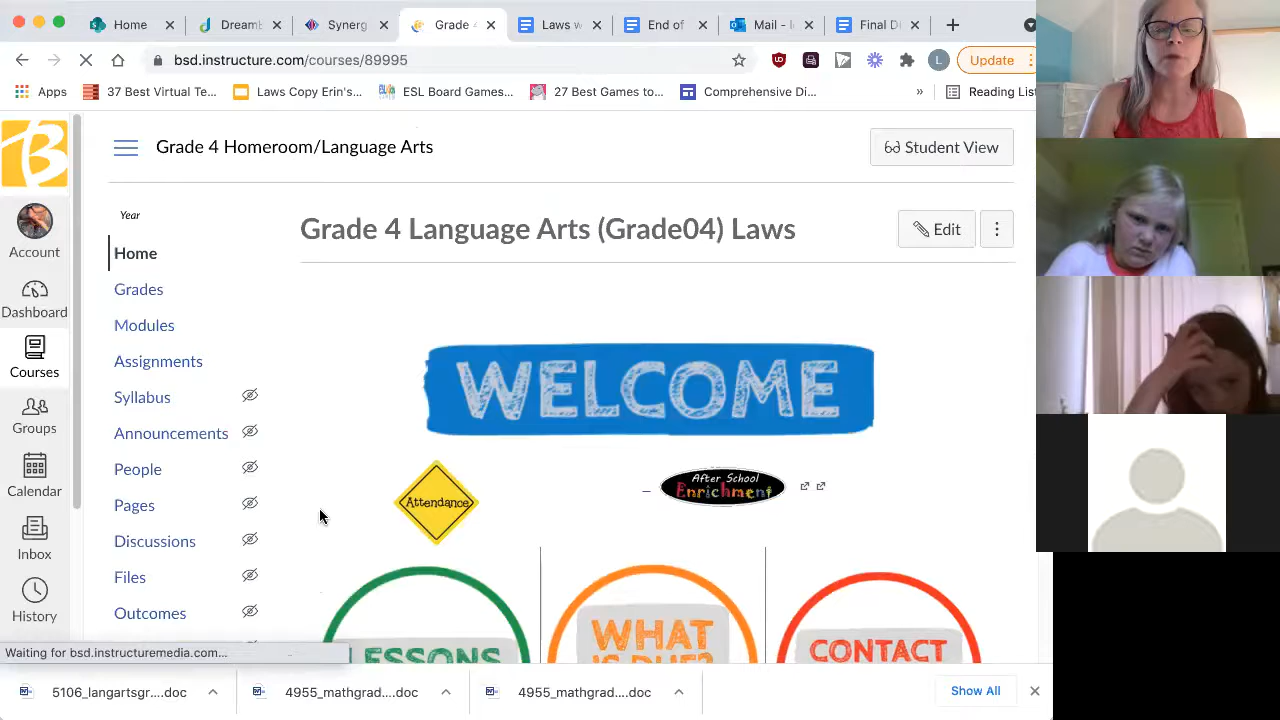 Home
Dreamb
Synerg
Grade
Laws w
End of
Mail - l
Final D
bsd.instructure.com/courses/89995
L
Update
Apps
37 Best Virtual Te...
Laws Copy Erin's...
ESL Board Games...
27 Best Games to...
Comprehensive Di...
»
Reading List
Grade 4 Homeroom/Language Arts
Student View
Year
Grade 4 Language Arts (Grade04) Laws
Edit
Account
Dashboard
Courses
Groups
Calendar
Inbox
History
Home
Grades
Modules
Assignments
Syllabus
Announcements
People
Pages
Discussions
Files
Outcomes
WELCOME
Attendance
After School
Enrichment
LESSONS
WHAT
IS DUE?
CONTACT
Waiting for bsd.instructuremedia.com...
5106_langartsgr....doc
4955_mathgrad....doc
4955_mathgrad....doc
Show All